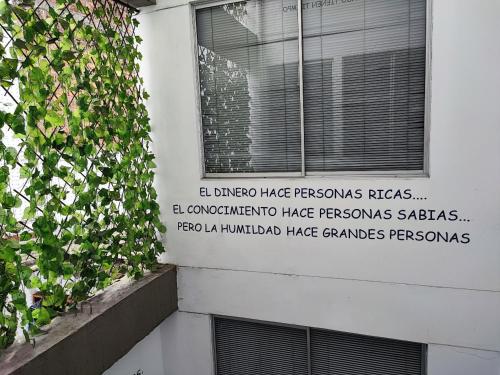 EL DINERO HACE PERSONAS RICAS....
EL CONOCIMIENTO HACE PERSONAS SABIAS...
PERO LA HUMILDAD HACE GRANDES PERSONAS